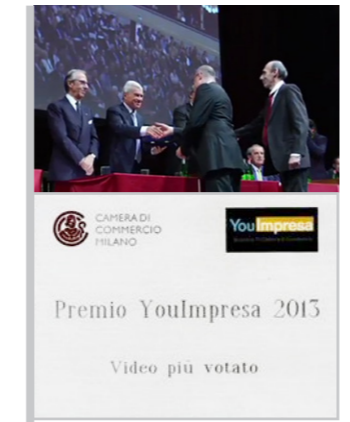 CAMERA DI
COMMERCIO
MILANO
YouImpresa
Premio YouImpresa 2013
Video più votato